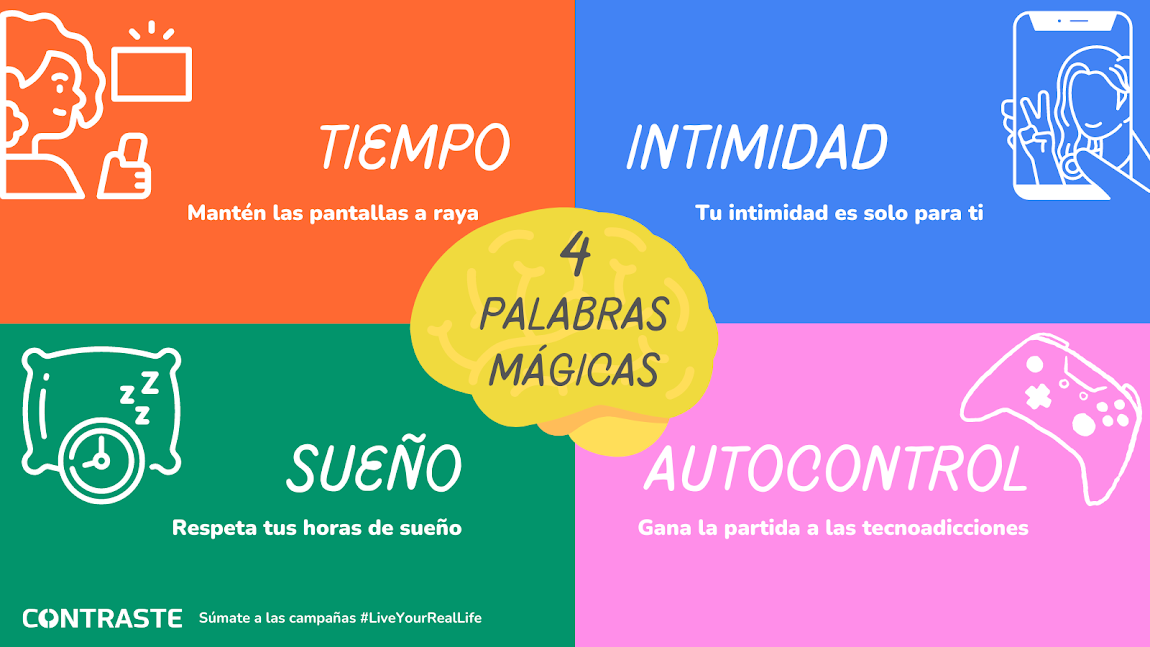 TIEMPO
Mantén las pantallas a raya
INTIMIDAD
Tu intimidad es solo para ti
4
PALABRAS
MÁGICAS
z z z
SUEÑO
Respeta tus horas de sueño
AUTOCONTROL
Gana la partida a las tecnoadicciones
CONTRASTE
Súmate a las campañas #LiveYourRealLife